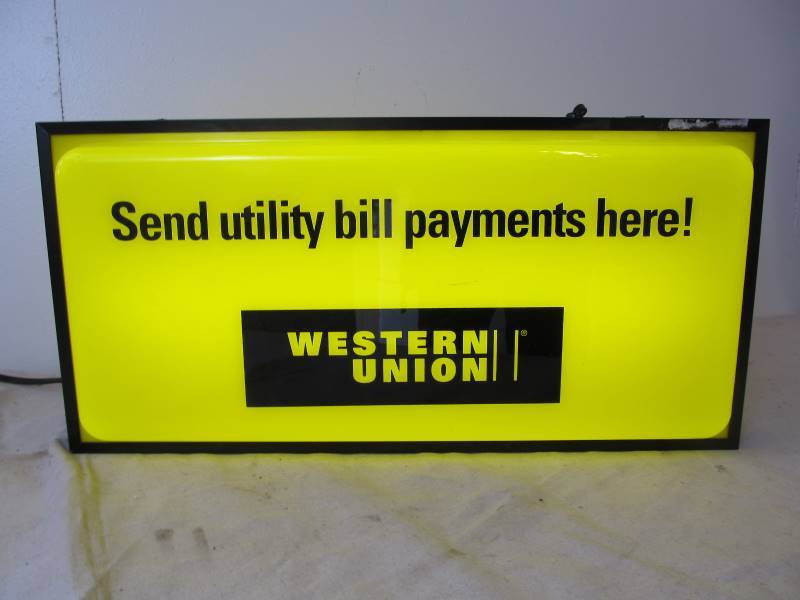 Send utility bill payments here!
WESTERN
UNION®